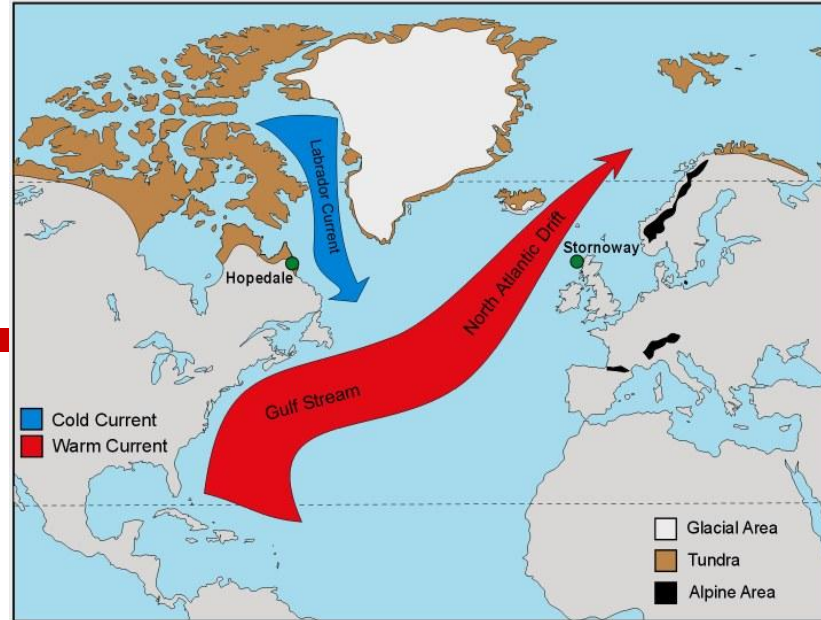 Labrador Current
Hopedale
Stornoway
North Atlantic Drift
Gulf Stream
Cold Current
Warm Current
Glacial Area
Tundra
Alpine Area